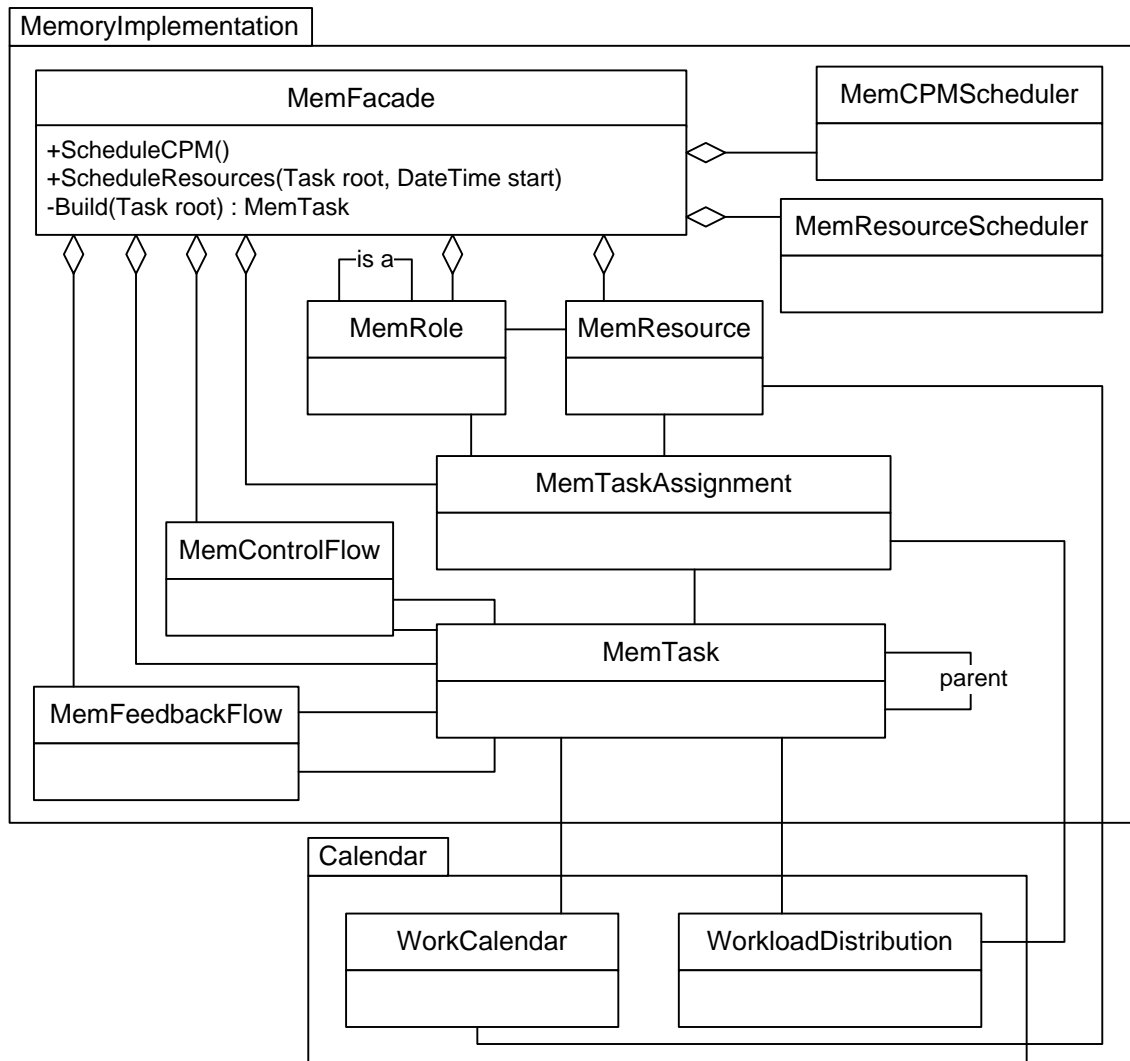 MemoryImplementation
MemFacade
+ScheduleCPM()
+ScheduleResources(Task root, DateTime start)
-Build(Task root) : MemTask
MemCPMScheduler
MemResourceScheduler
is a
MemRole
MemResource
MemTaskAssignment
MemControlFlow
MemTask
parent
MemFeedbackFlow
Calendar
WorkCalendar
WorkloadDistribution